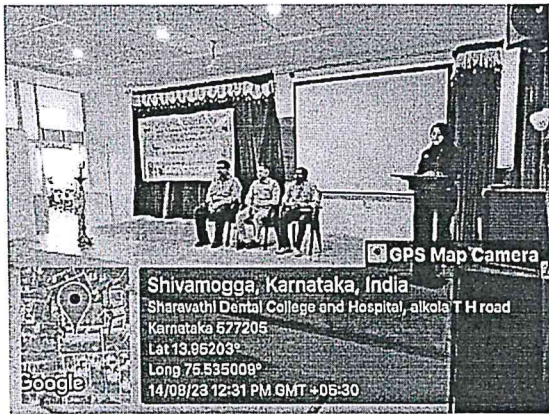 GPS Map Camera
Shivamogga, Karnataka, India
Sharavathi Dental College and Hospital, alkola T H road
Karnataka 577205
Lat 13.95203°
Long 75.535009°
14/08/23 12:31 PM GMT +05:30
Google